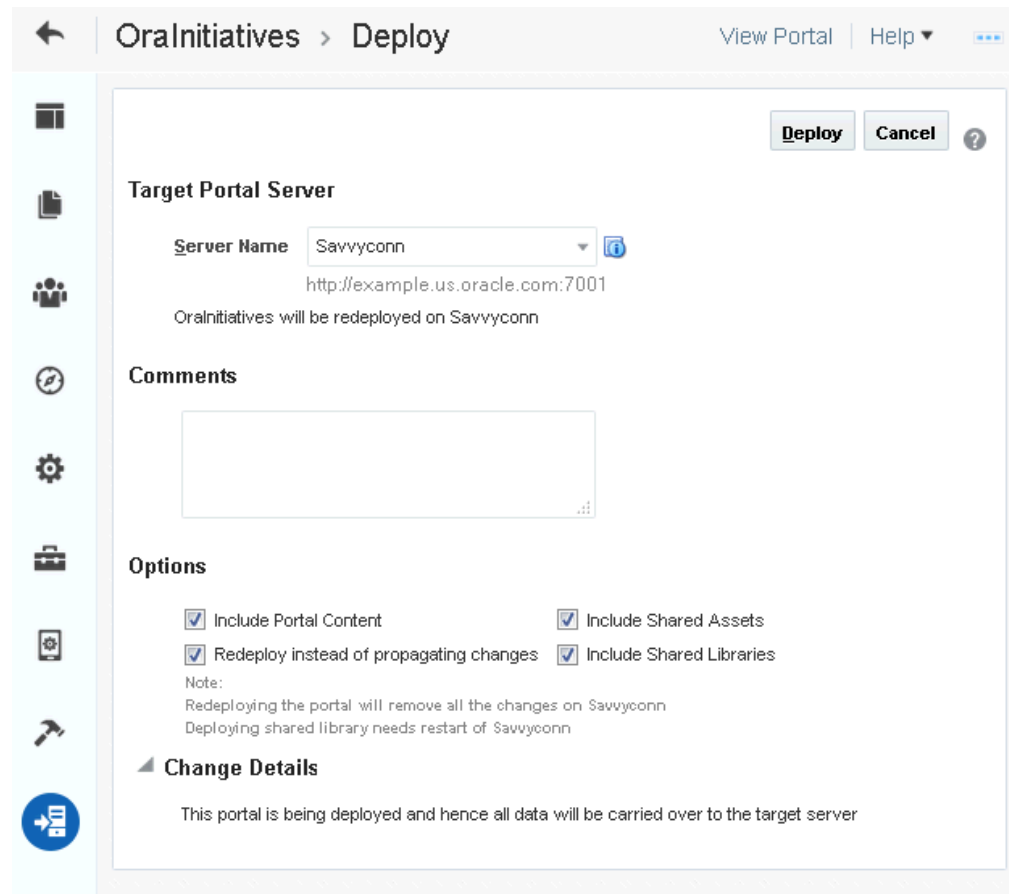 OraInitiatives > Deploy View Portal Help
Deploy Cancel
Target Portal Server
Server Name Savvyconn
http://example.us.oracle.com:7001
OraInitiatives will be redeployed on Savvyconn
Comments
Options
Include Portal Content Include Shared Assets
Redeploy instead of propagating changes Include Shared Libraries
Note:
Redeploying the portal will remove all the changes on Savvyconn
Deploying shared library needs restart of Savvyconn
Change Details
This portal is being deployed and hence all data will be carried over to the target server